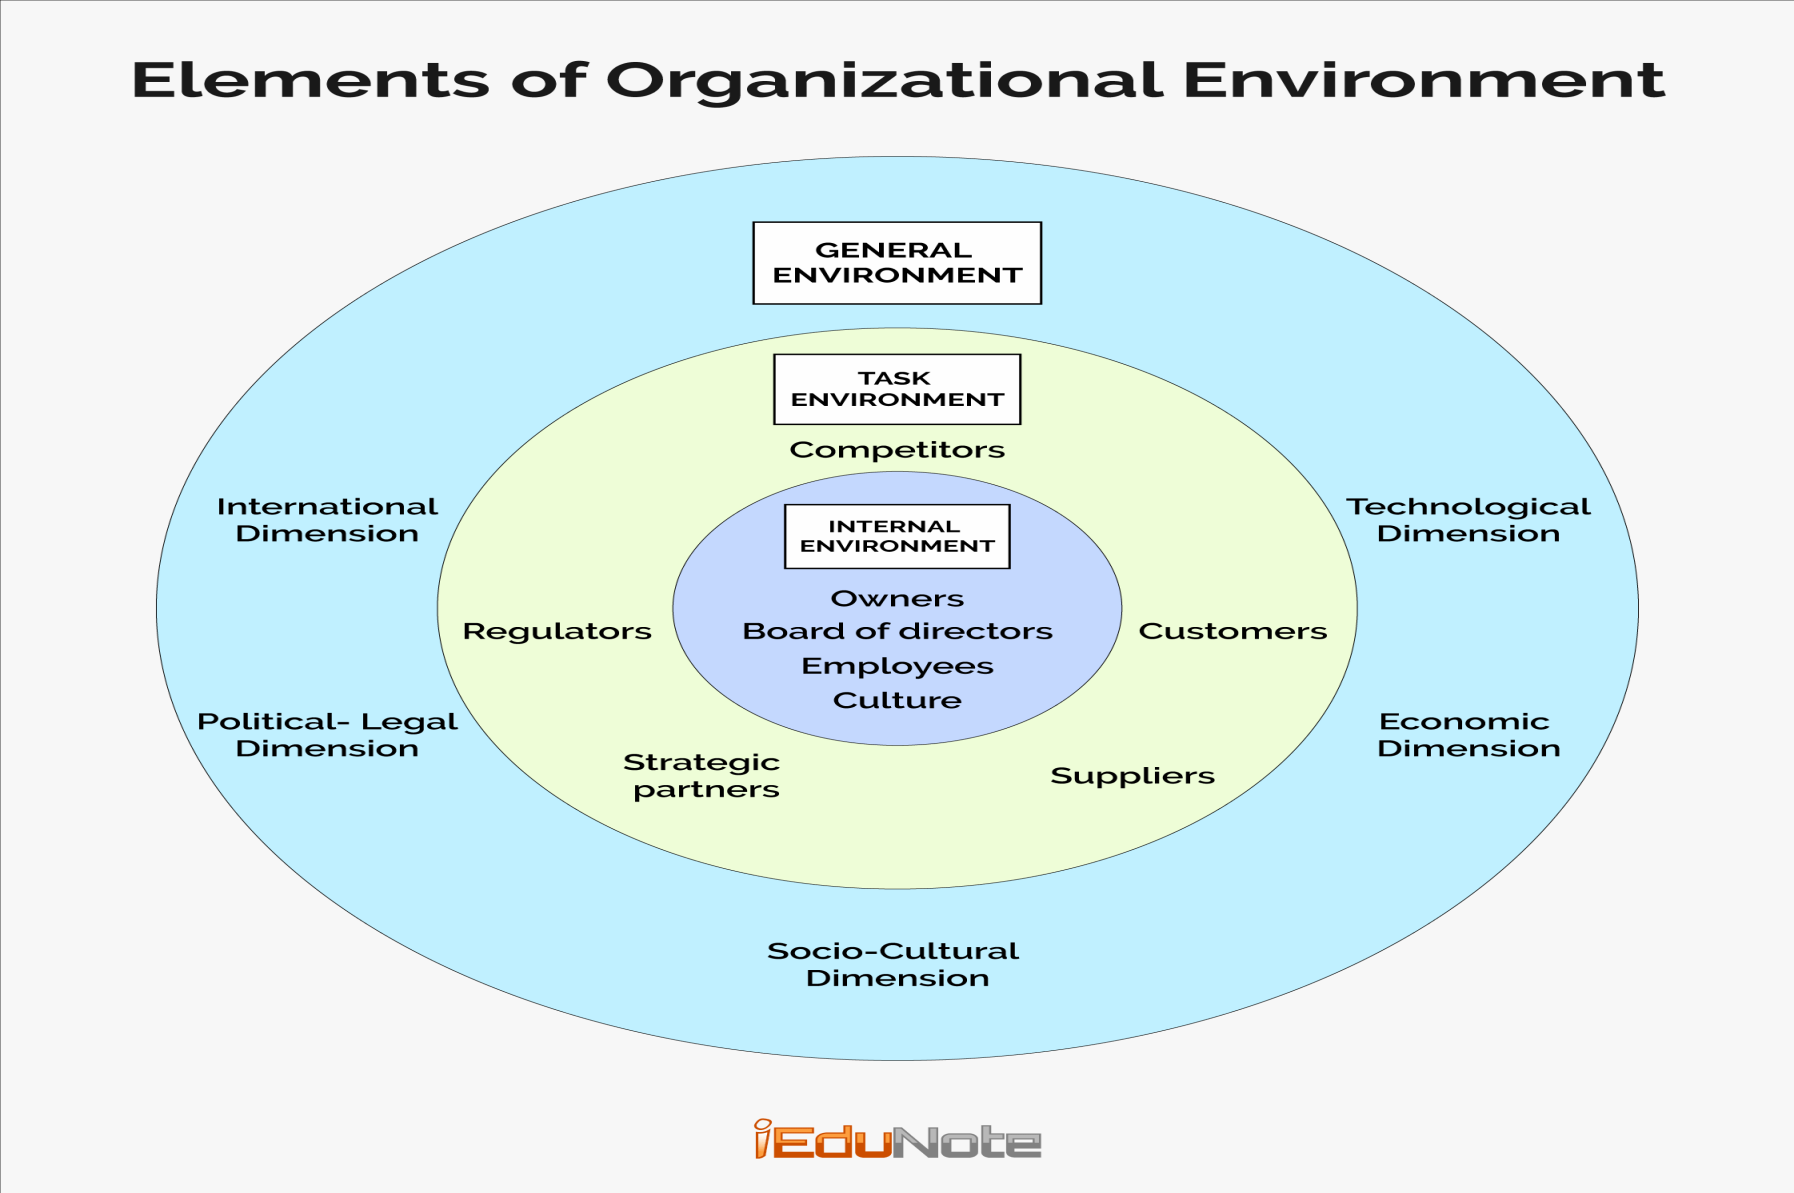 Elements of Organizational Environment
GENERAL
ENVIRONMENT
TASK
ENVIRONMENT
Competitors
INTERNAL
ENVIRONMENT
International
Dimension
Technological
Dimension
Owners
Regulators
Board of directors
Customers
Employees
Culture
Political- Legal
Dimension
Economic
Dimension
Strategic
partners
Suppliers
Socio-Cultural
Dimension
iEduNote